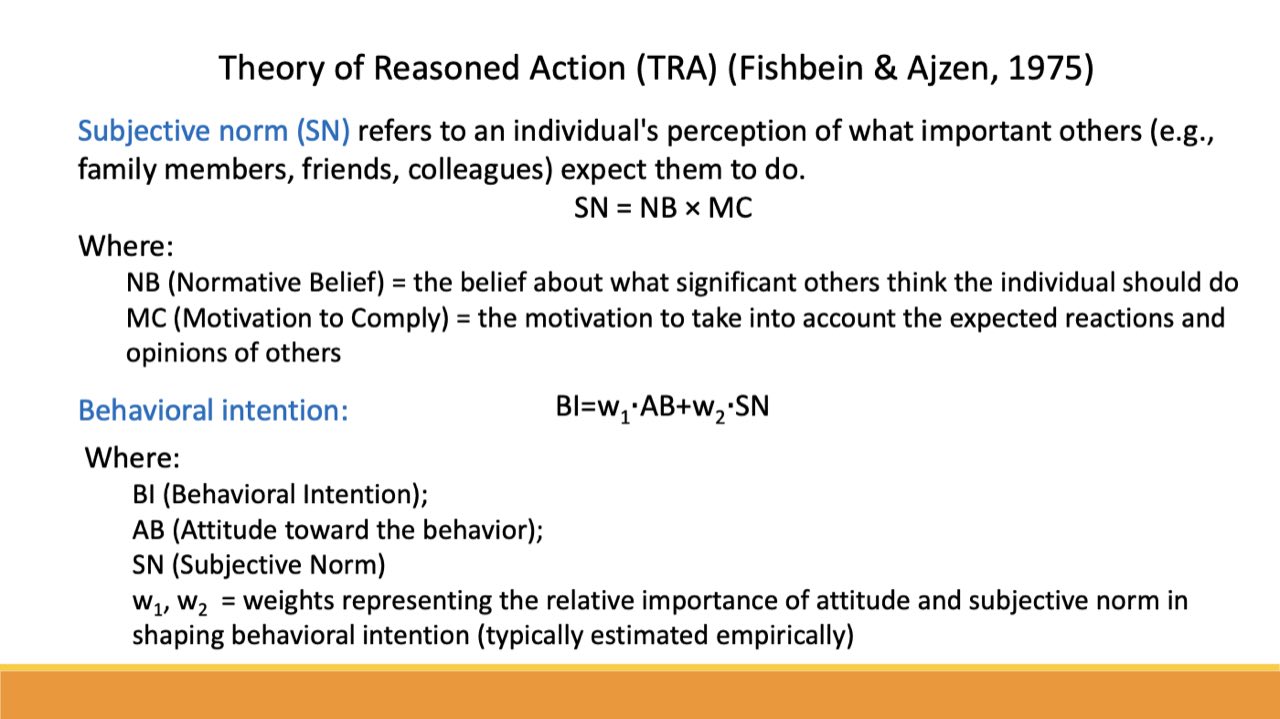 Theory of Reasoned Action (TRA) (Fishbein & Ajzen, 1975)
Subjective norm (SN) refers to an individual's perception of what important others (e.g.,
family members, friends, colleagues) expect them to do.
SN = NB × MC
Where:
NB (Normative Belief) = the belief about what significant others think the individual should do
MC (Motivation to Comply) = the motivation to take into account the expected reactions and
opinions of others
Behavioral intention: BI=w₁·AB+w₂·SN
Where:
BI (Behavioral Intention);
AB (Attitude toward the behavior);
SN (Subjective Norm)
w₁, w₂ = weights representing the relative importance of attitude and subjective norm in
shaping behavioral intention (typically estimated empirically)